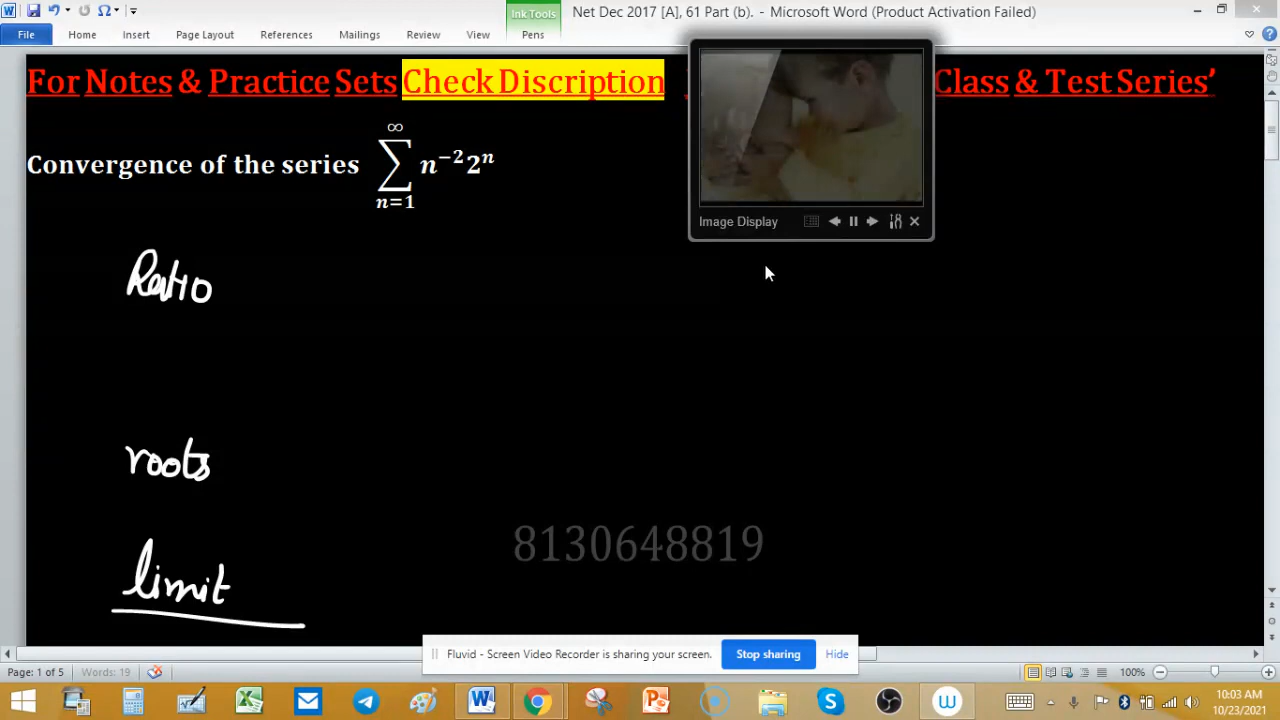 Ink Tools
Net Dec 2017 [A], 61 Part (b). - Microsoft Word (Product Activation Failed)
File Home Insert Page Layout References Mailings Review View Pens
For Notes & Practice Sets Check Discription Class & Test Series'
Convergence of the series ∑_{n=1}^{∞} n⁻²2ⁿ
Image Display
Ratio
roots
8130648819
limit
Fluvid - Screen Video Recorder is sharing your screen. Stop sharing Hide
Page: 1 of 5 Words: 19 100%
10:03 AM
10/23/2021